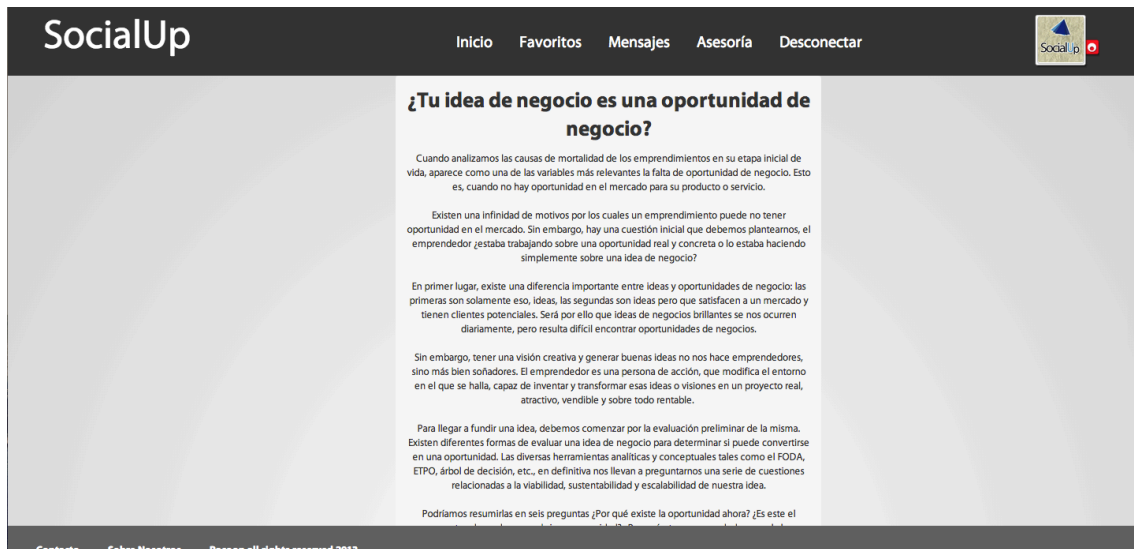 SocialUp
Inicio Favoritos Mensajes Asesoría Desconectar
SocialUp
¿Tu idea de negocio es una oportunidad de
negocio?
Cuando analizamos las causas de mortalidad de los emprendimientos en su etapa inicial de
vida, aparece como una de las variables más relevantes la falta de oportunidad de negocio. Esto
es, cuando no hay oportunidad en el mercado para su producto o servicio.
Existen una infinidad de motivos por los cuales un emprendimiento puede no tener
oportunidad en el mercado. Sin embargo, hay una cuestión inicial que debemos plantearnos, el
emprendedor ¿estaba trabajando sobre una oportunidad real y concreta o lo estaba haciendo
simplemente sobre una idea de negocio?
En primer lugar, existe una diferencia importante entre ideas y oportunidades de negocio: las
primeras son solamente eso, ideas, las segundas son ideas pero que satisfacen a un mercado y
tienen clientes potenciales. Será por ello que ideas de negocios brillantes se nos ocurren
diariamente, pero resulta difícil encontrar oportunidades de negocios.
Sin embargo, tener una visión creativa y generar buenas ideas no nos hace emprendedores,
sino más bien soñadores. El emprendedor es una persona de acción, que modifica el entorno
en el que se halla, capaz de inventar y transformar esas ideas o visiones en un proyecto real,
atractivo, vendible y sobre todo rentable.
Para llegar a fundir una idea, debemos comenzar por la evaluación preliminar de la misma.
Existen diferentes formas de evaluar una idea de negocio para determinar si puede convertirse
en una oportunidad. Las diversas herramientas analíticas y conceptuales tales como el FODA,
ETPO, árbol de decisión, etc., en definitiva nos llevan a preguntarnos una serie de cuestiones
relacionadas a la viabilidad, sustentabilidad y escalabilidad de nuestra idea.
Podríamos resumirlas en seis preguntas ¿Por qué existe la oportunidad ahora? ¿Es este el